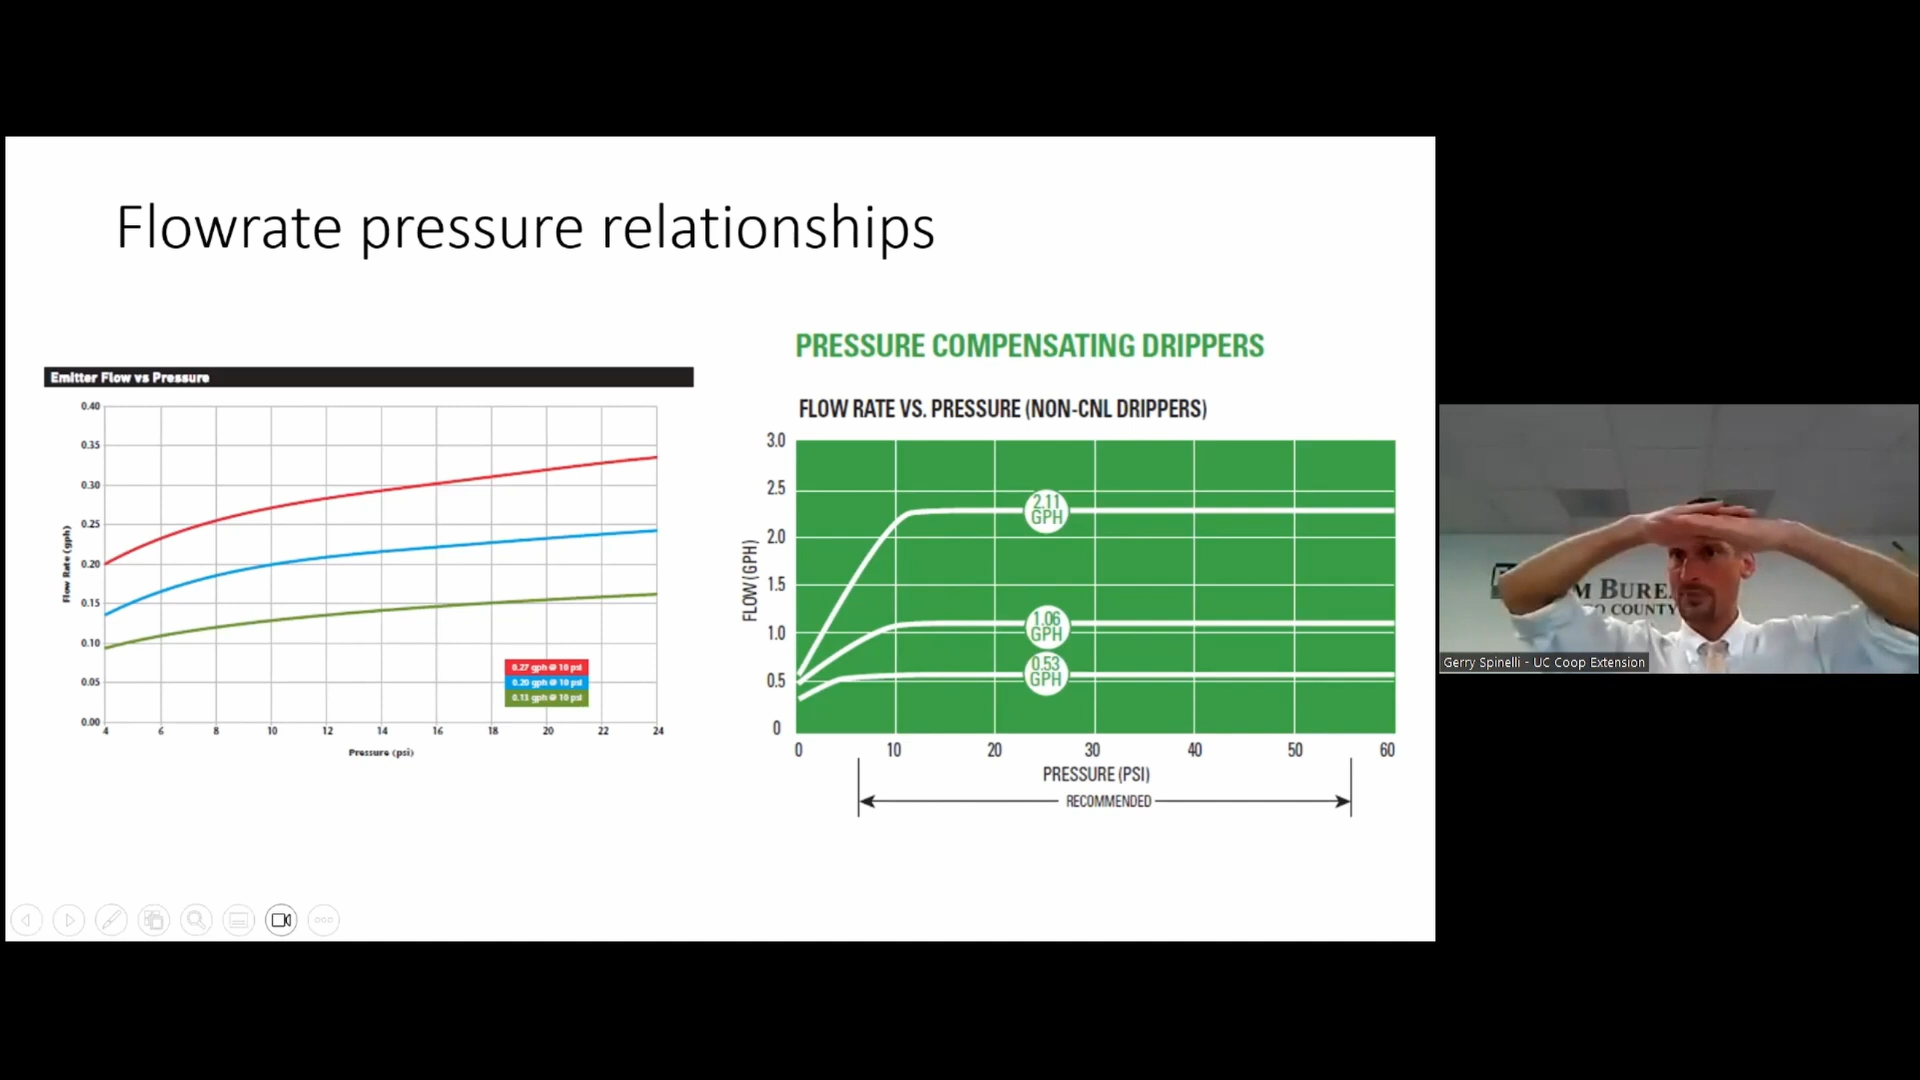 Flowrate pressure relationships
Emitter Flow vs Pressure
0.40
0.35
0.30
0.25
0.20
0.15
0.10
0.05
0.00
Flow Rate (gph)
4 6 8 10 12 14 16 18 20 22 24
Pressure (psi)
0.27 gph @ 10 psi
0.20 gph @ 10 psi
0.13 gph @ 10 psi
PRESSURE COMPENSATING DRIPPERS
FLOW RATE VS. PRESSURE (NON-CNL DRIPPERS)
3.0
2.5
2.0
1.5
1.0
0.5
0
FLOW (GPH)
2.11
GPH
1.06
GPH
0.53
GPH
0 10 20 30 40 50 60
PRESSURE (PSI)
RECOMMENDED
M BURE
O COUNTY
Gerry Spinelli - UC Coop Extension